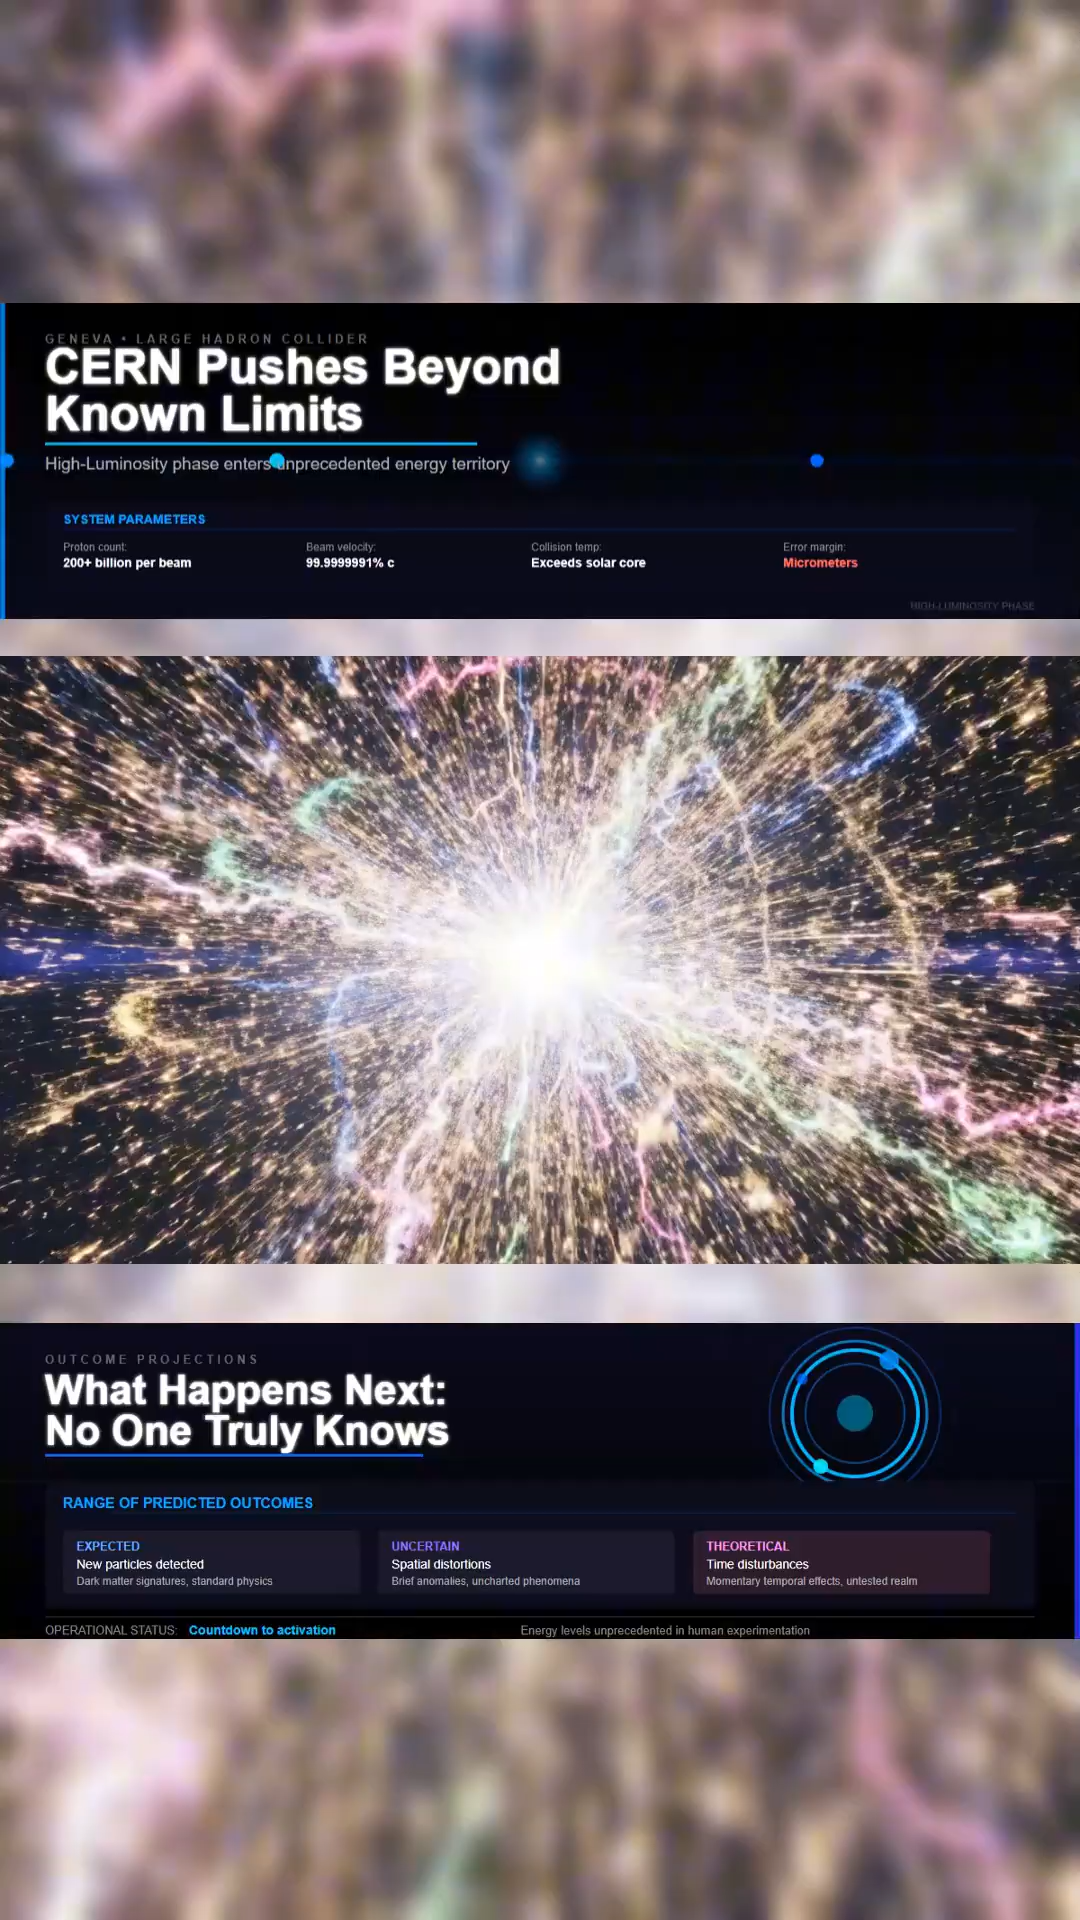 GENEVA • LARGE HADRON COLLIDER
CERN Pushes Beyond
Known Limits
High-Luminosity phase enters unprecedented energy territory
SYSTEM PARAMETERS
Proton count:
200+ billion per beam
Beam velocity:
99.9999991% c
Collision temp:
Exceeds solar core
Error margin:
Micrometers
HIGH-LUMINOSITY PHASE
OUTCOME PROJECTIONS
What Happens Next:
No One Truly Knows
RANGE OF PREDICTED OUTCOMES
EXPECTED
New particles detected
Dark matter signatures, standard physics
UNCERTAIN
Spatial distortions
Brief anomalies, uncharted phenomena
THEORETICAL
Time disturbances
Momentary temporal effects, untested realm
OPERATIONAL STATUS: Countdown to activation
Energy levels unprecedented in human experimentation